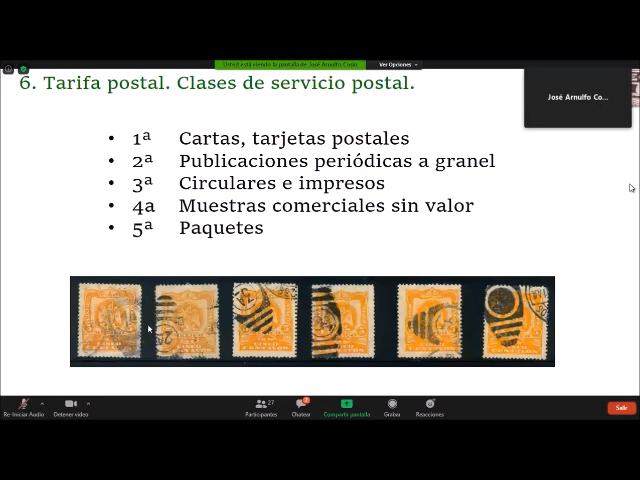 Usted está viendo la pantalla de José Arnulfo Cosío
Ver Opciones
6. Tarifa postal. Clases de servicio postal.
José Arnulfo Co...
• 1ª Cartas, tarjetas postales
• 2ª Publicaciones periódicas a granel
• 3ª Circulares e impresos
• 4a Muestras comerciales sin valor
• 5ª Paquetes
Re-Iniciar Audio
Detener video
27
Participantes
Chatear
Compartir pantalla
Grabar
Reacciones
Salir